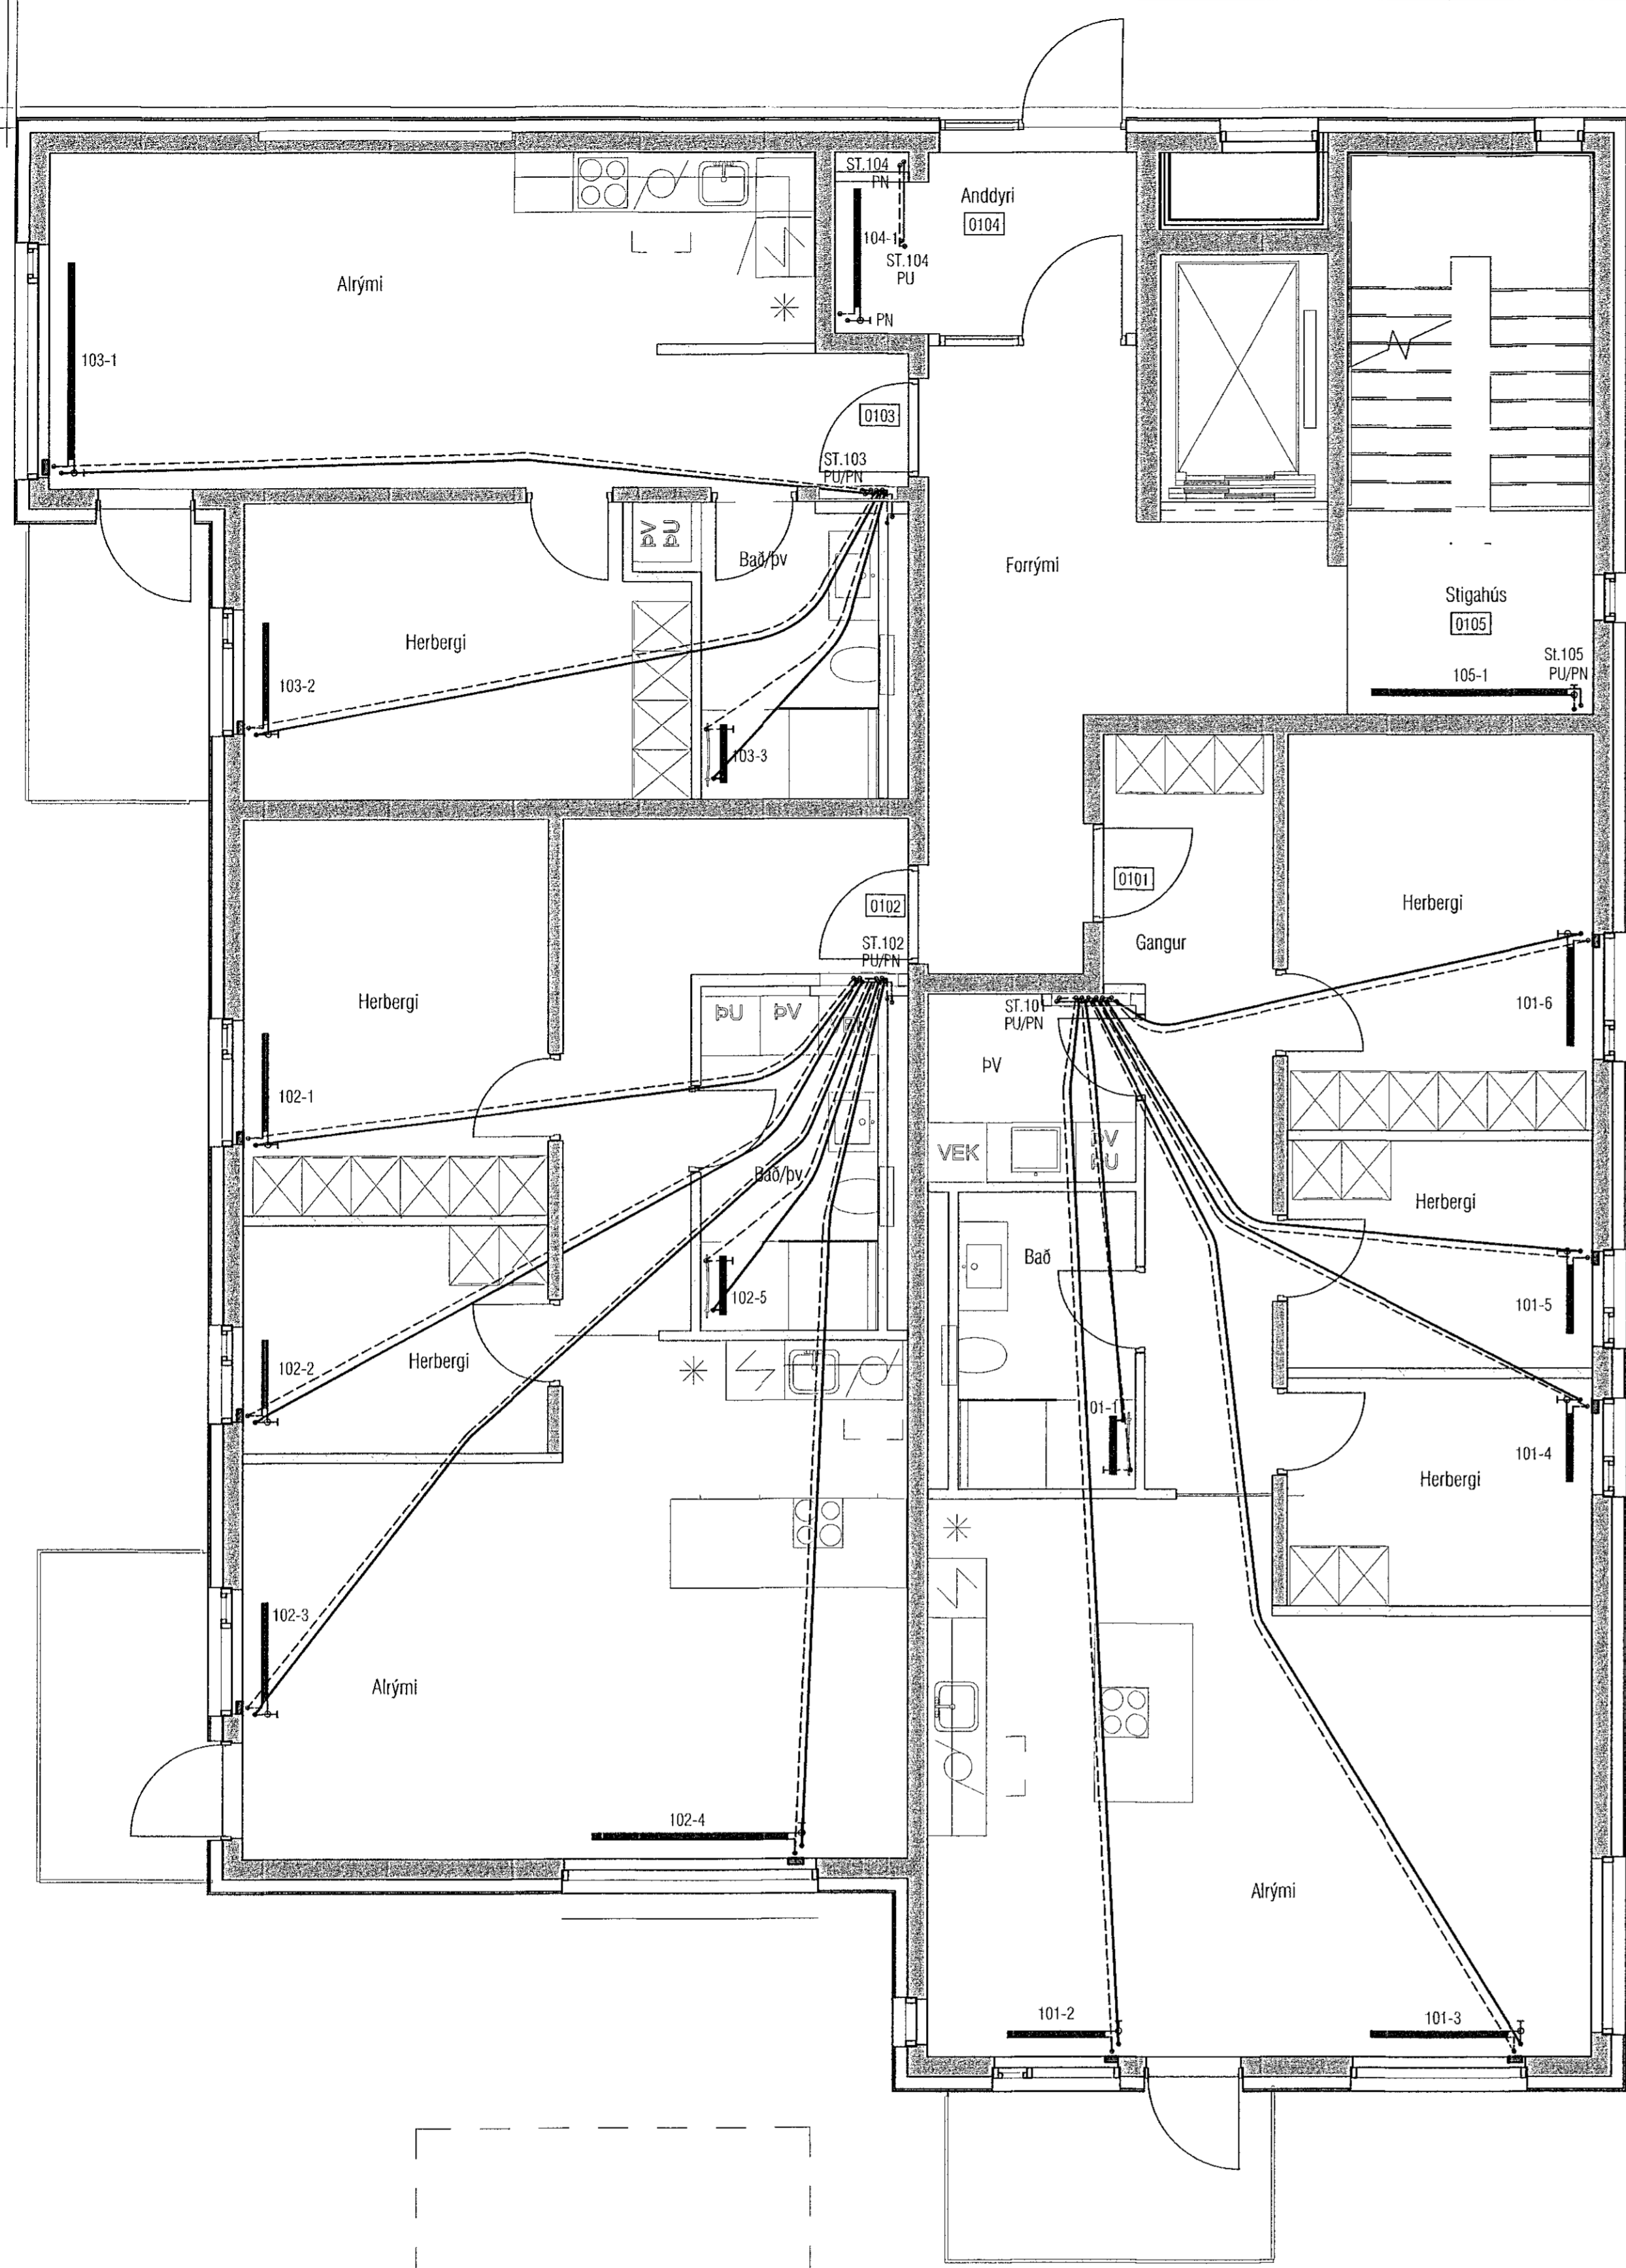 ST.104
PN
Anddyri
0104
104-1
ST.104
PU
PN
Alrými
103-1
0103
ST.103
PU/PN
ÞV
ÞU
Bað/þv
Herbergi
103-2
103-3
Forrými
Stigahús
0105
St.105
PU/PN
105-1
0101
Gangur
Herbergi
101-6
0102
ST.102
PU/PN
Herbergi
ÞU
ÞV
102-1
Bað/þv
ST.101
PU/PN
ÞV
VEK
ÞV
ÞU
Herbergi
101-5
Bað
102-5
102-2
Herbergi
101-4
Herbergi
102-3
Alrými
102-4
Alrými
101-2
101-3